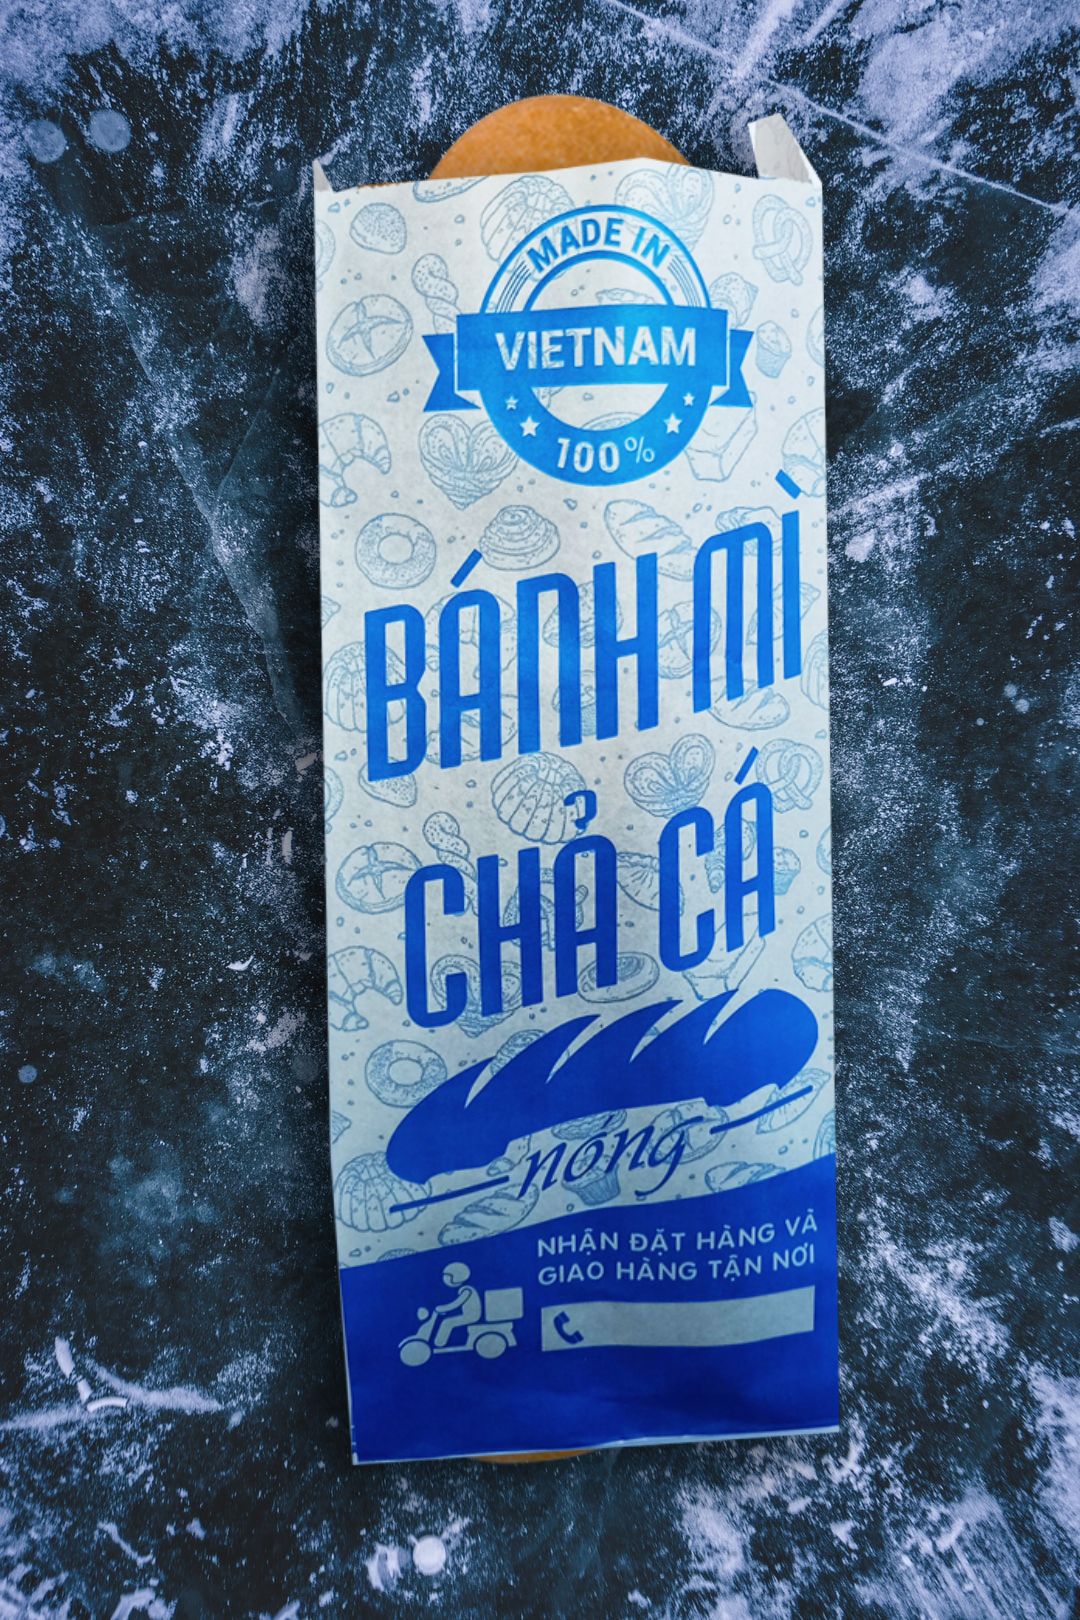 MADE IN
VIETNAM
100%
BÁNH MÌ
CHẢ CÁ
nóng
NHẬN ĐẶT HÀNG VÀ
GIAO HÀNG TẬN NƠI